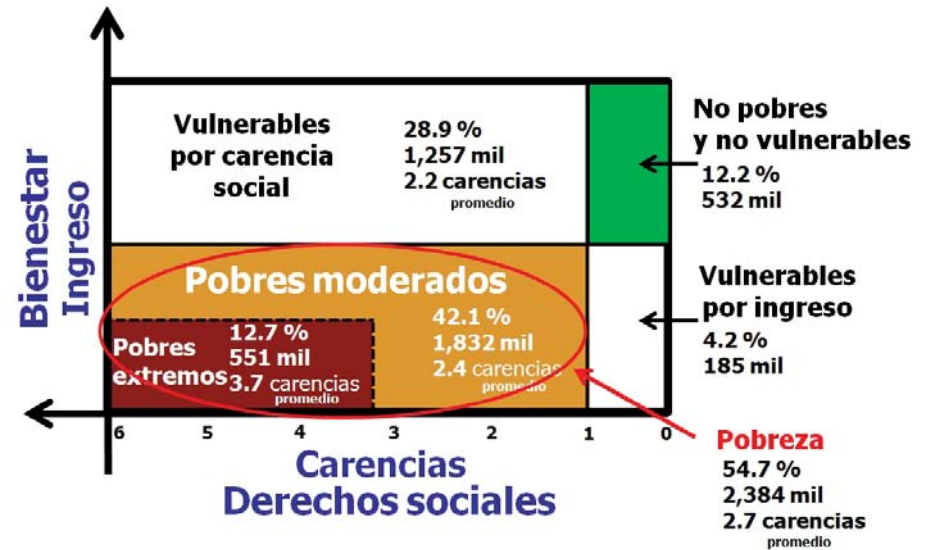 Bienestar
Ingreso
Vulnerables
por carencia
social
28.9 %
1,257 mil
2.2 carencias
promedio
No pobres
y no vulnerables
12.2 %
532 mil
Pobres moderados
42.1 %
1,832 mil
2.4 carencias
promedio
Pobres
extremos
12.7 %
551 mil
3.7 carencias
promedio
Vulnerables
por ingreso
4.2 %
185 mil
6 5 4 3 2 1 0
Carencias
Derechos sociales
Pobreza
54.7 %
2,384 mil
2.7 carencias
promedio